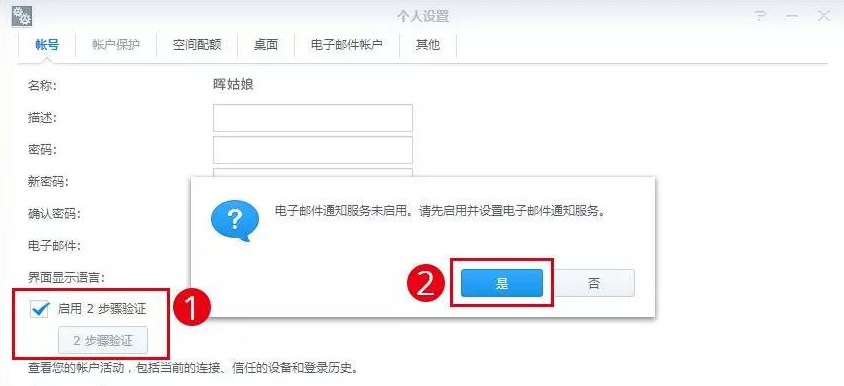 个人设置
帐号 帐户保护 空间配额 桌面 电子邮件帐户 其他
名称: 晖姑娘
描述:
密码:
新密码:
确认密码:
电子邮件:
界面显示语言:
电子邮件通知服务未启用。请先启用并设置电子邮件通知服务。
2 是 否
启用 2 步骤验证 1
2 步骤验证
查看您的帐户活动，包括当前的连接、信任的设备和登录历史。